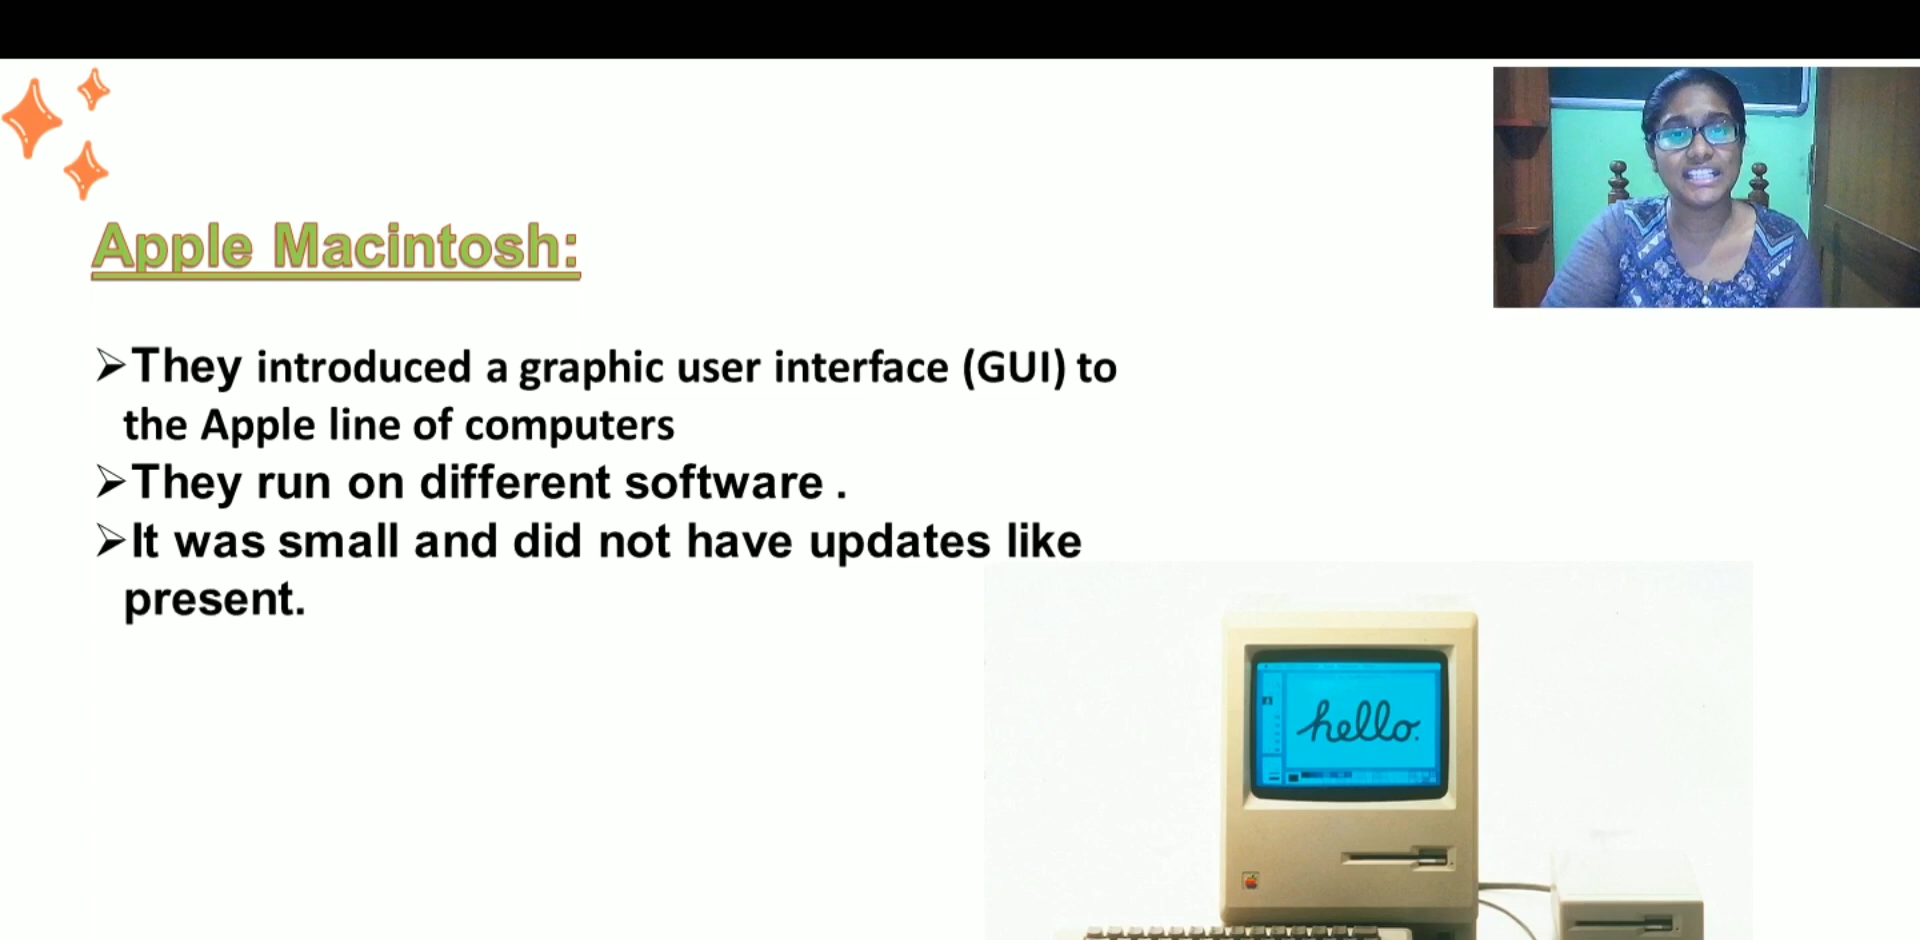 Apple Macintosh:
➢They introduced a graphic user interface (GUI) to
the Apple line of computers
➢They run on different software .
➢It was small and did not have updates like
present.
hello.